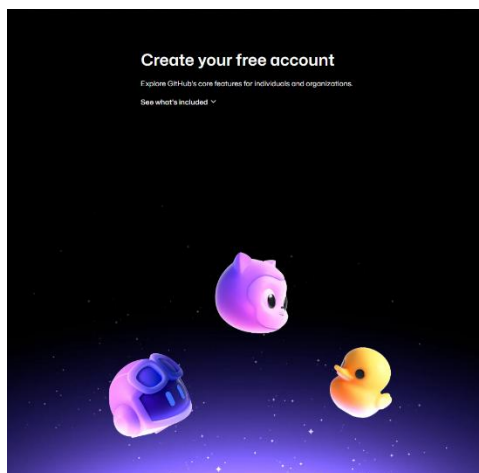 Create your free account
Explore GitHub's core features for individuals and organizations.
See what's included